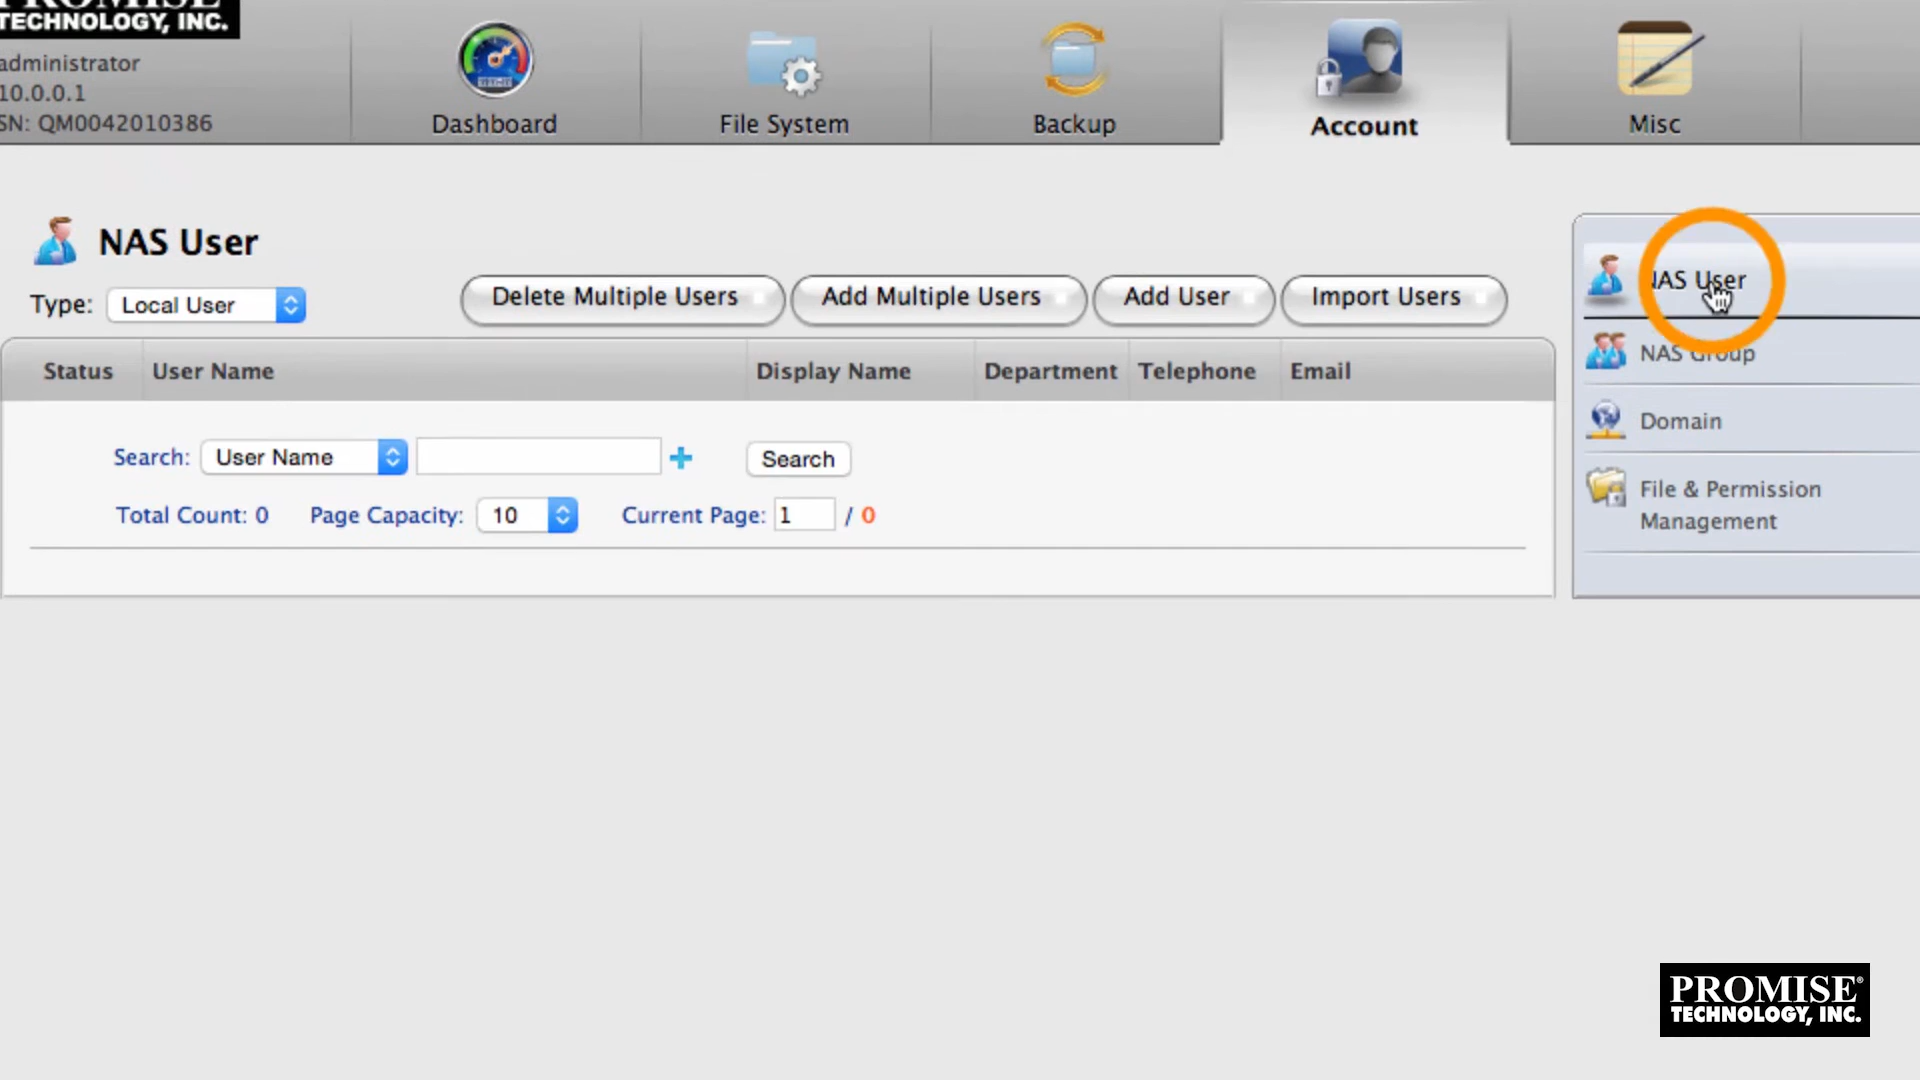 PROMISE
TECHNOLOGY, INC.
administrator
10.0.0.1
SN: QM0042010386
Dashboard
File System
Backup
Account
Misc
NAS User
Type: Local User
Delete Multiple Users
Add Multiple Users
Add User
Import Users
Status User Name Display Name Department Telephone Email
Search: User Name + Search
Total Count: 0 Page Capacity: 10 Current Page: 1 / 0
NAS User
NAS Group
Domain
File & Permission
Management
PROMISE®
TECHNOLOGY, INC.